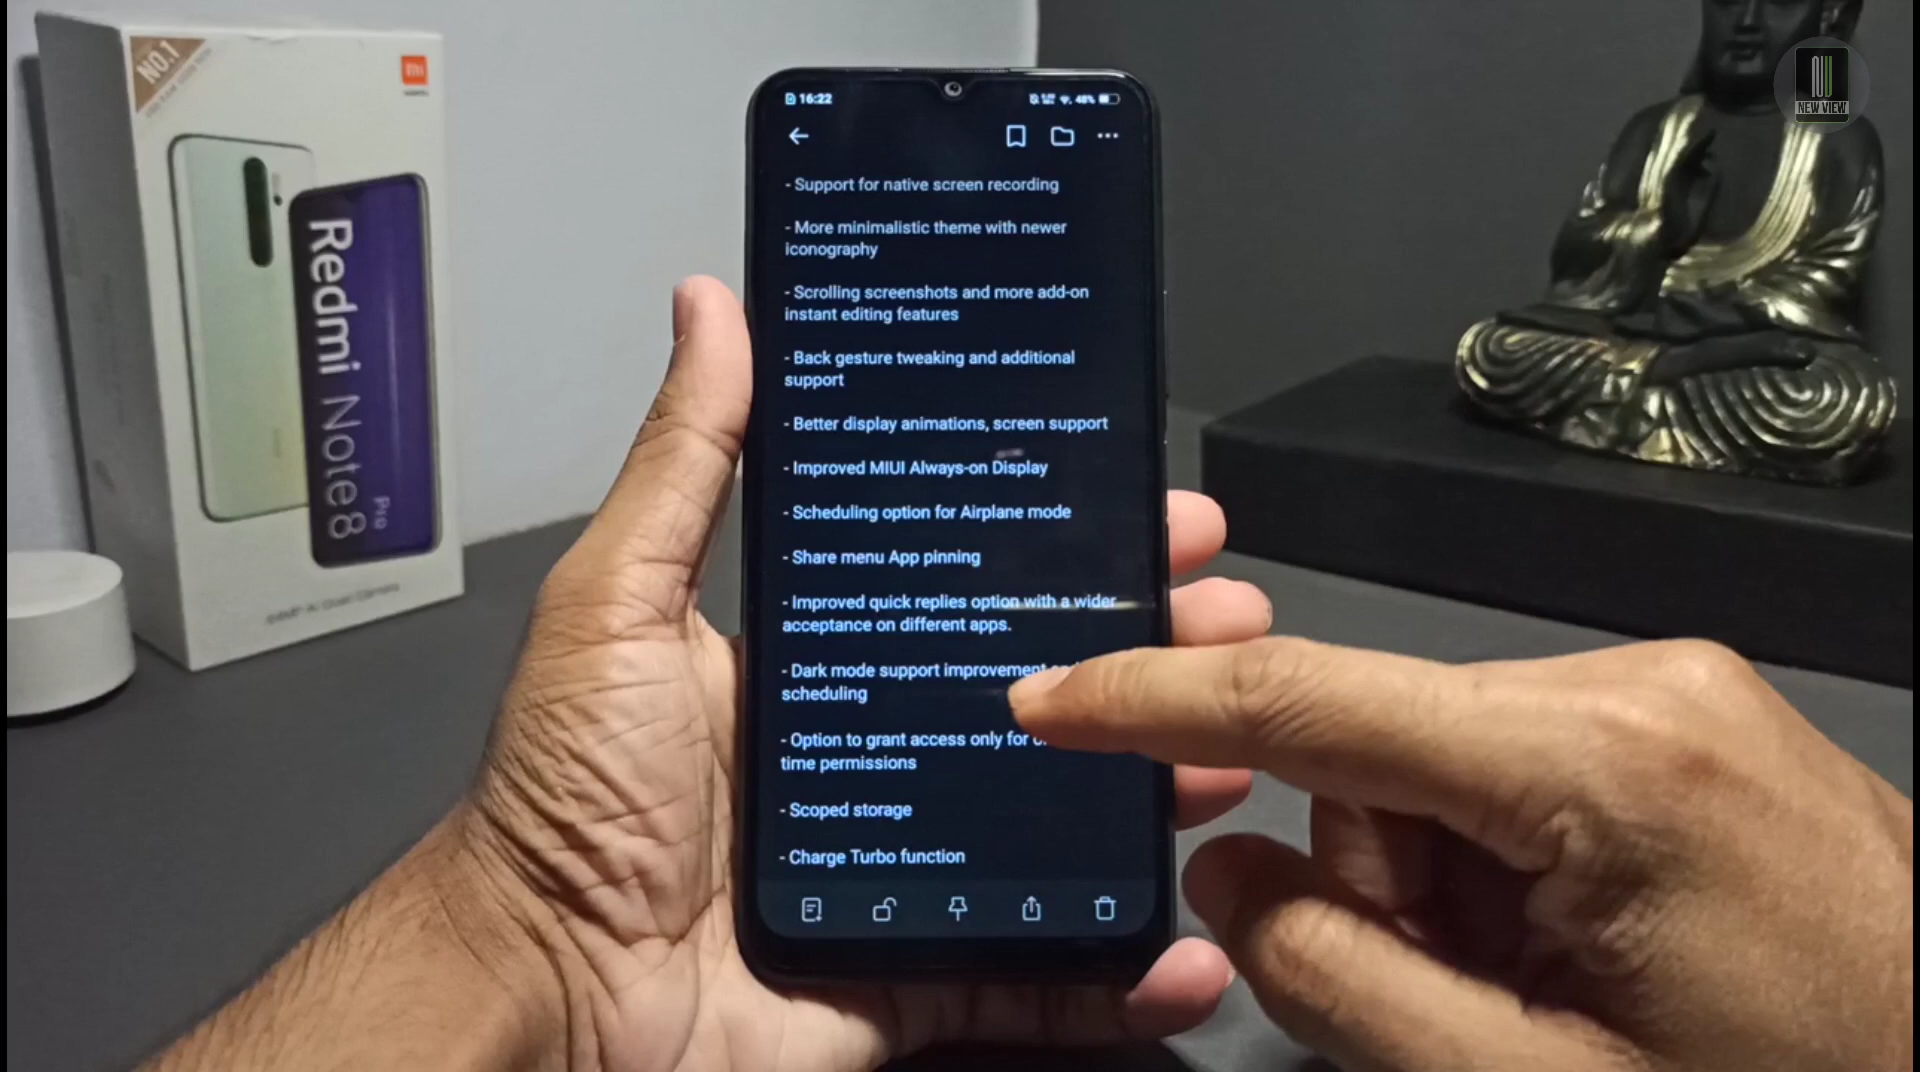 NO.1
mi
Redmi Note8
Pro
NEW VIEW
16:22
48%
- Support for native screen recording
- More minimalistic theme with newer
iconography
- Scrolling screenshots and more add-on
instant editing features
- Back gesture tweaking and additional
support
- Better display animations, screen support
- Improved MIUI Always-on Display
- Scheduling option for Airplane mode
- Share menu App pinning
- Improved quick replies option with a wider
acceptance on different apps.
- Dark mode support improvement
scheduling
- Option to grant access only for
time permissions
- Scoped storage
- Charge Turbo function